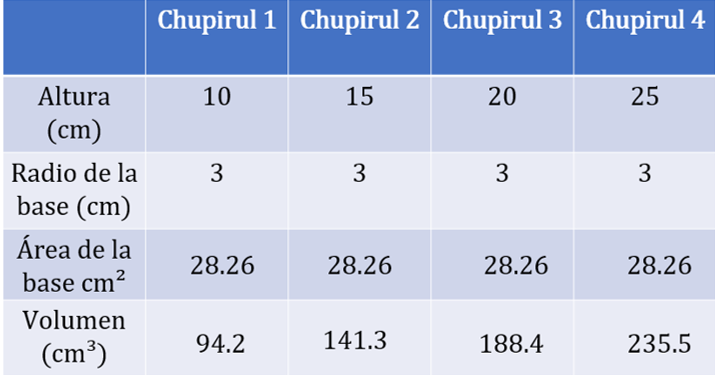 Chupirul 1 Chupirul 2 Chupirul 3 Chupirul 4
Altura
(cm) 10 15 20 25
Radio de la
base (cm) 3 3 3 3
Área de la
base cm² 28.26 28.26 28.26 28.26
Volumen
(cm³) 94.2 141.3 188.4 235.5